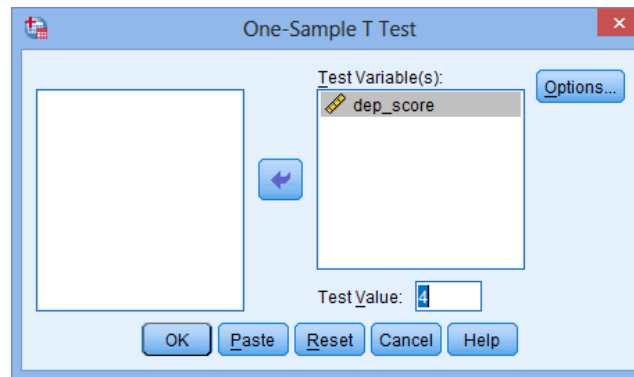 One-Sample T Test
Test Variable(s):
dep_score
Options...
Test Value: 4
OK Paste Reset Cancel Help